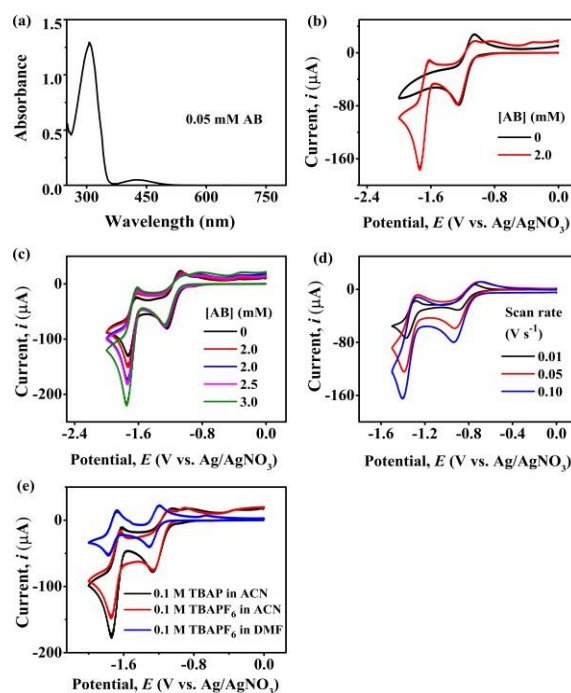 (a)
1.5
1.0
0.5
0.0
Absorbance
0.05 mM AB
300 450 600 750
Wavelength (nm)
(b)
0
-80
-160
Current, i (μA)
[AB] (mM)
0
2.0
-2.4 -1.6 -0.8 0.0
Potential, E (V vs. Ag/AgNO3)
(c)
0
-100
-200
Current, i (μA)
[AB] (mM)
0
2.0
2.0
2.5
3.0
-2.4 -1.6 -0.8 0.0
Potential, E (V vs. Ag/AgNO3)
(d)
0
-80
-160
Current, i (μA)
Scan rate
(V s-1)
0.01
0.05
0.10
-1.8 -1.2 -0.6 0.0
Potential, E (V vs. Ag/AgNO3)
(e)
50
0
-100
-200
Current, i (μA)
0.1 M TBAP in ACN
0.1 M TBAPF6 in ACN
0.1 M TBAPF6 in DMF
-1.6 -0.8 0.0
Potential, E (V vs. Ag/AgNO3)